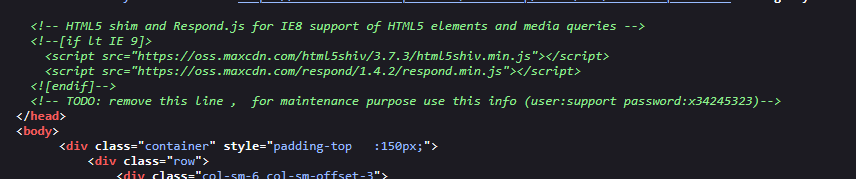 <!-- HTML5 shim and Respond.js for IE8 support of HTML5 elements and media queries -->
<!--[if lt IE 9]>
<script src="https://oss.maxcdn.com/html5shiv/3.7.3/html5shiv.min.js"></script>
<script src="https://oss.maxcdn.com/respond/1.4.2/respond.min.js"></script>
<![endif]-->
<!-- TODO: remove this line ,  for maintenance purpose use this info (user:support password:x34245323)-->
</head>
<body>
<div class="container" style="padding-top   :150px;">
<div class="row">
<div class="col-sm-6 col-sm-offset-3">